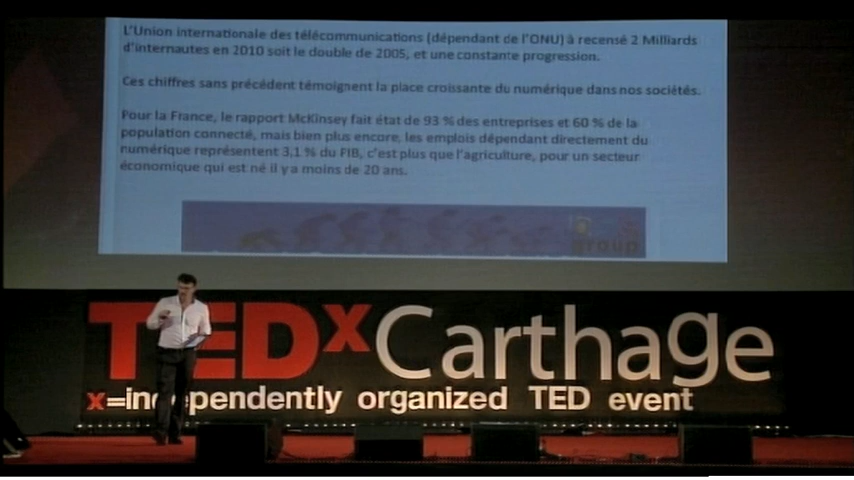 L'Union internationale des télécommunications (dépendant de l'ONU) à recensé 2 Milliards
d'internautes en 2010 soit le double de 2005, et une constante progression.
Ces chiffres sans précédent témoignent la place croissante du numérique dans nos sociétés.
Pour la France, le rapport McKinsey fait état de 93 % des entreprises et 60 % de la
population connecté, mais bien plus encore, les emplois dépendant directement du
numérique représentent 3,1 % du PIB, c'est plus que l'agriculture, pour un secteur
économique qui est né il y a moins de 20 ans.
group
TEDxCarthage
x=independently organized TED event